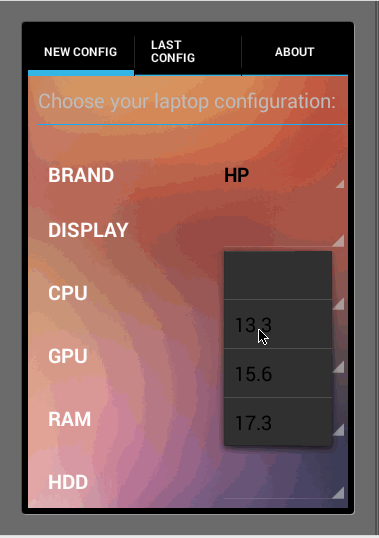 NEW CONFIG
LAST
CONFIG
ABOUT
Choose your laptop configuration:
BRAND HP
DISPLAY
CPU
13.3
GPU
15.6
RAM
17.3
HDD